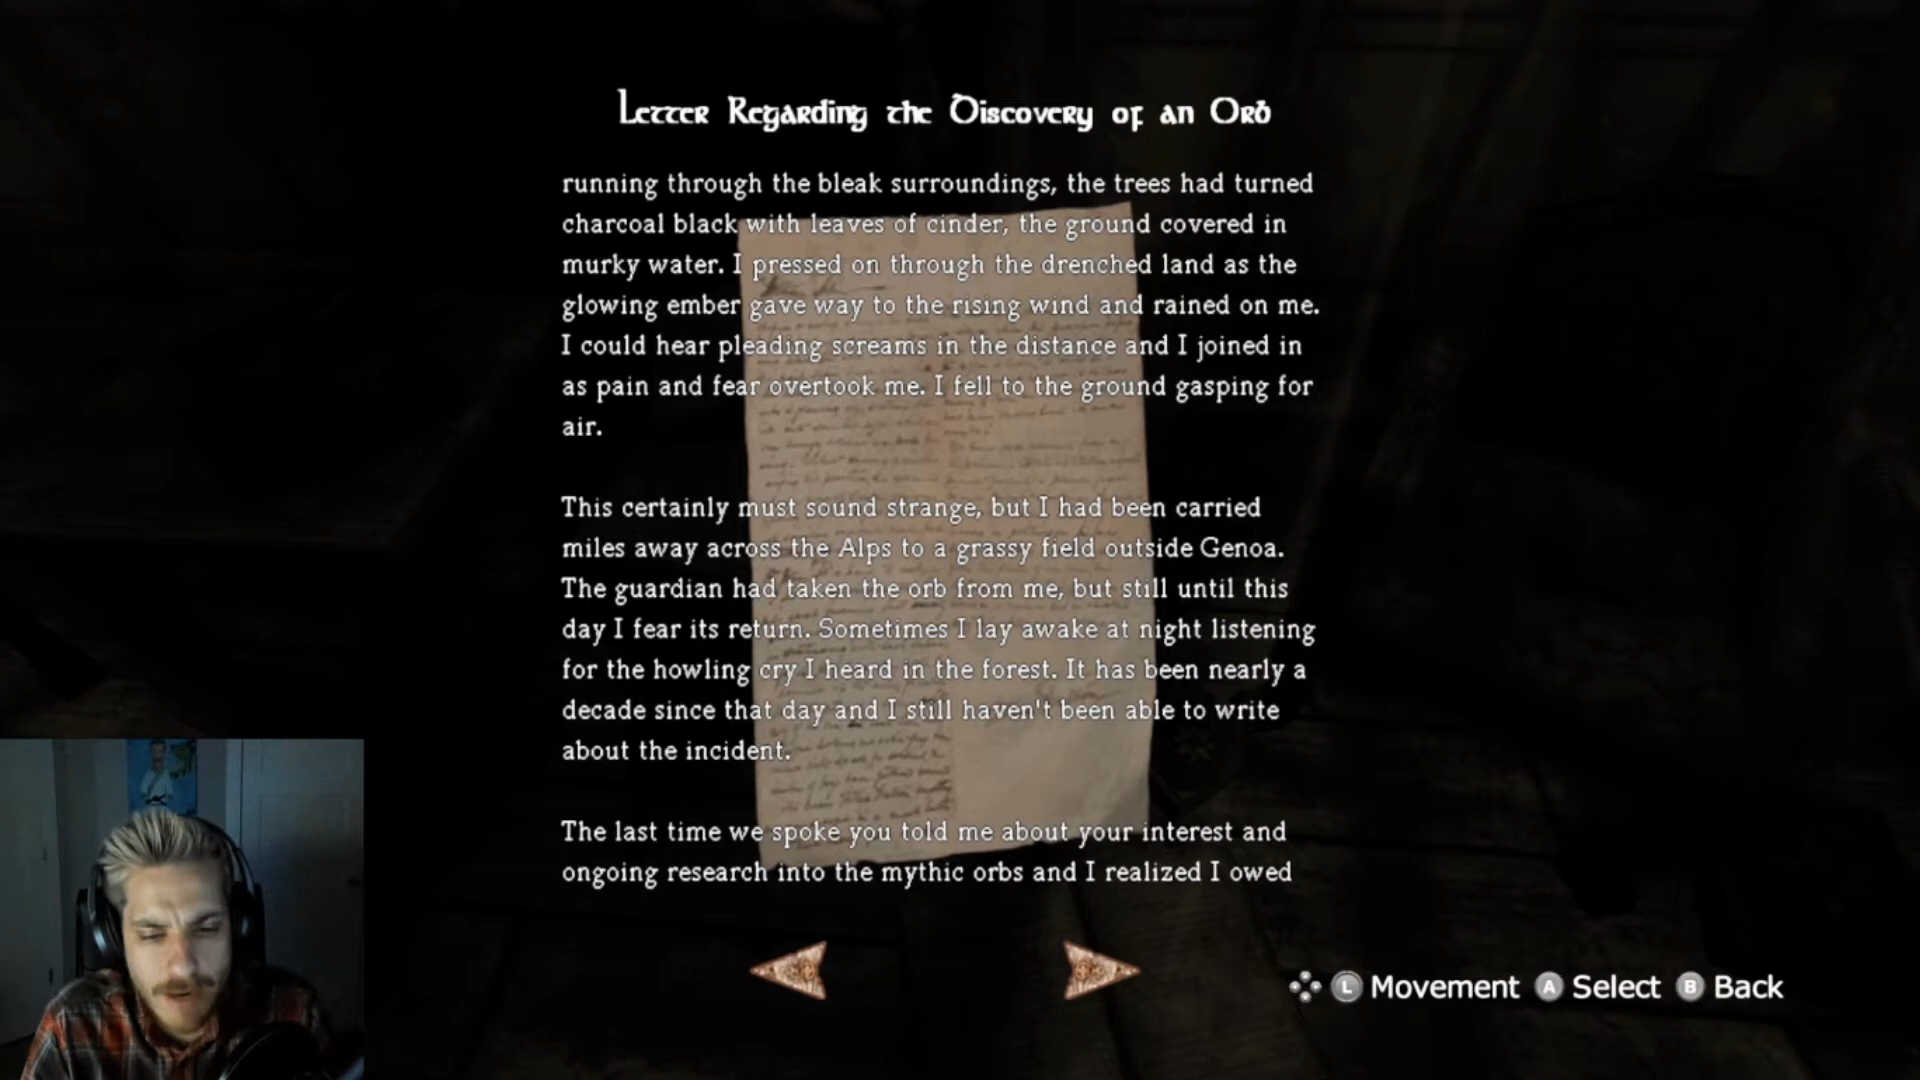 Letter Regarding the Discovery of an Orb
running through the bleak surroundings, the trees had turned
charcoal black with leaves of cinder, the ground covered in
murky water. I pressed on through the drenched land as the
glowing ember gave way to the rising wind and rained on me.
I could hear pleading screams in the distance and I joined in
as pain and fear overtook me. I fell to the ground gasping for
air.
This certainly must sound strange, but I had been carried
miles away across the Alps to a grassy field outside Genoa.
The guardian had taken the orb from me, but still until this
day I fear its return. Sometimes I lay awake at night listening
for the howling cry I heard in the forest. It has been nearly a
decade since that day and I still haven't been able to write
about the incident.
The last time we spoke you told me about your interest and
ongoing research into the mythic orbs and I realized I owed
L Movement A Select B Back